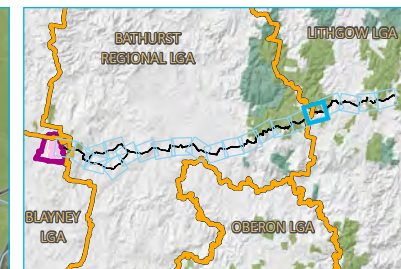 BATHURST
REGIONAL LGA
LITHGOW LGA
BLAYNEY
LGA
OBERON LGA